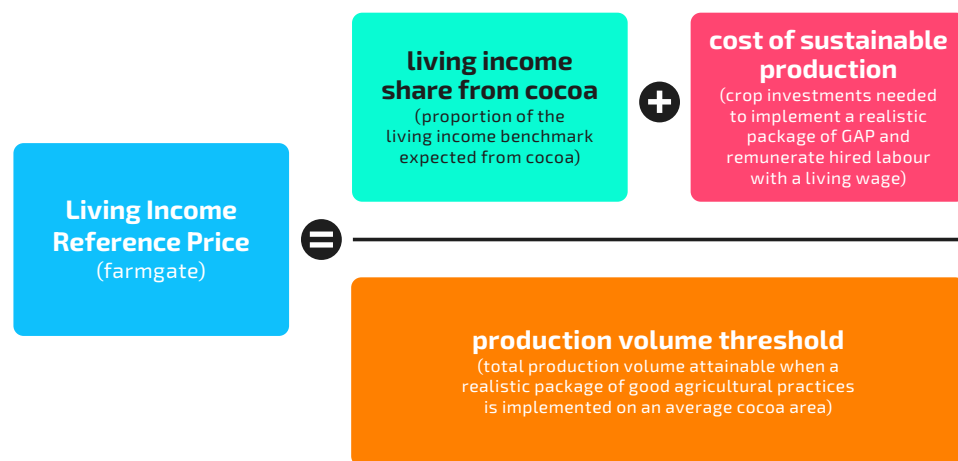 living income
share from cocoa
(proportion of the
living income benchmark
expected from cocoa)
+
cost of sustainable
production
(crop investments needed
to implement a realistic
package of GAP and
remunerate hired labour
with a living wage)
Living Income
Reference Price
(farmgate)
=
production volume threshold
(total production volume attainable when a
realistic package of good agricultural practices
is implemented on an average cocoa area)